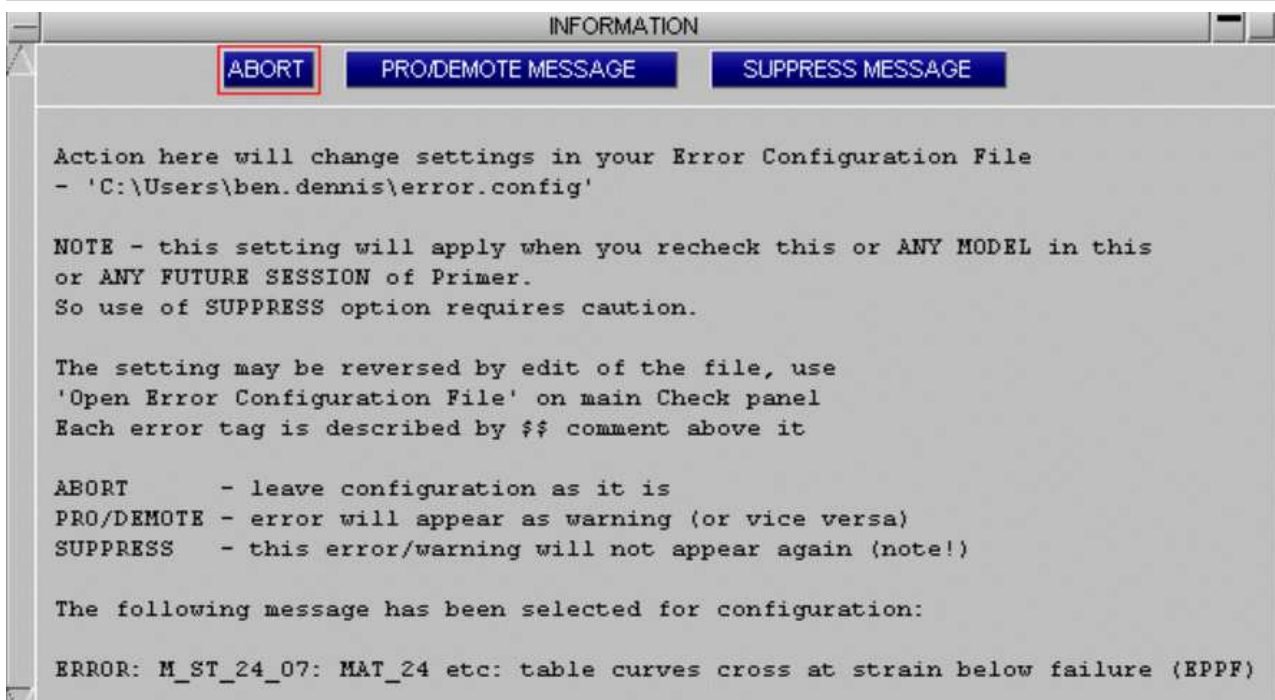 INFORMATION
ABORT PRO/DEMOTE MESSAGE SUPPRESS MESSAGE
Action here will change settings in your Error Configuration File
- 'C:\Users\ben.dennis\error.config'
NOTE - this setting will apply when you recheck this or ANY MODEL in this
or ANY FUTURE SESSION of Primer.
So use of SUPPRESS option requires caution.
The setting may be reversed by edit of the file, use
'Open Error Configuration File' on main Check panel
Each error tag is described by $$ comment above it
ABORT - leave configuration as it is
PRO/DEMOTE - error will appear as warning (or vice versa)
SUPPRESS - this error/warning will not appear again (note!)
The following message has been selected for configuration:
ERROR: M_ST_24_07: MAT_24 etc: table curves cross at strain below failure (EPPF)